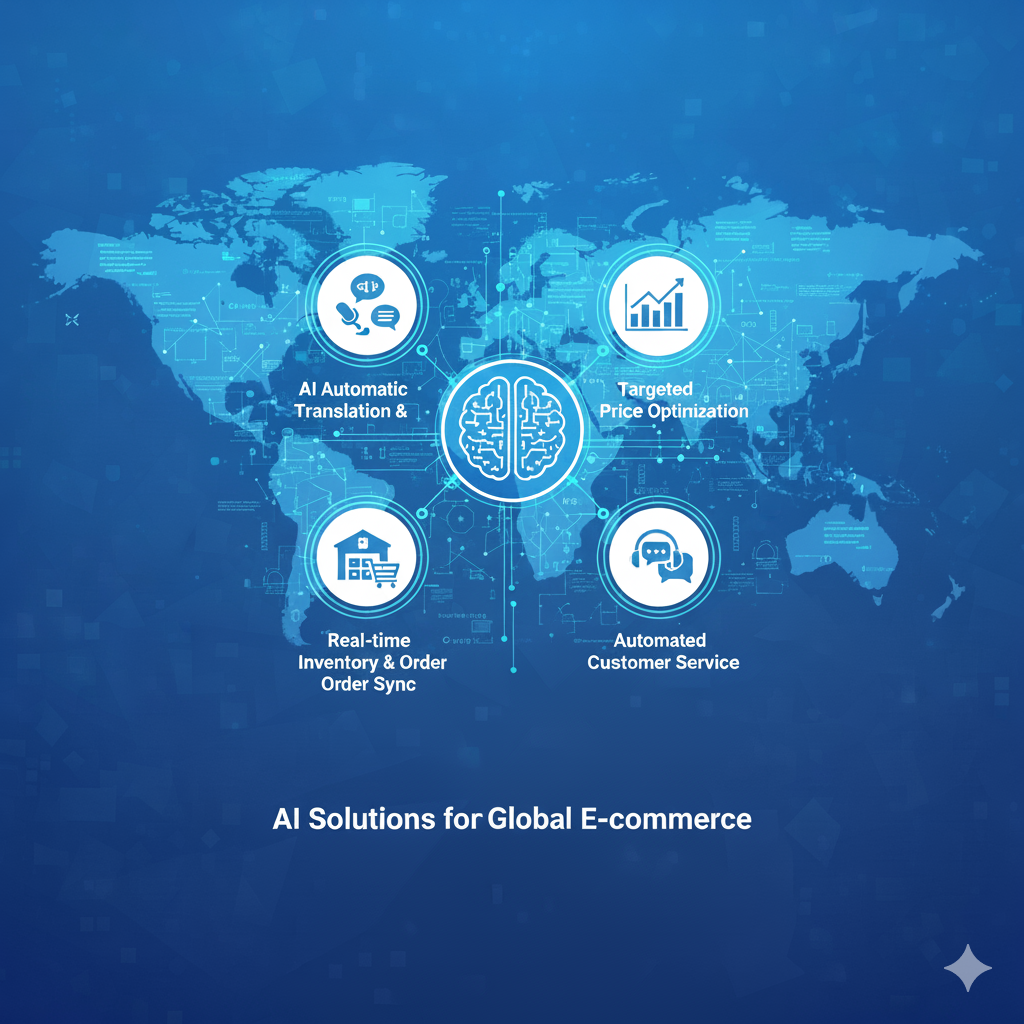 AI Automatic
Translation &
Targeted
Price Optinization
Real-time
Inventory & Order
Order Sync
Automated
Customer Service
AI Solutions for Global E-commerce